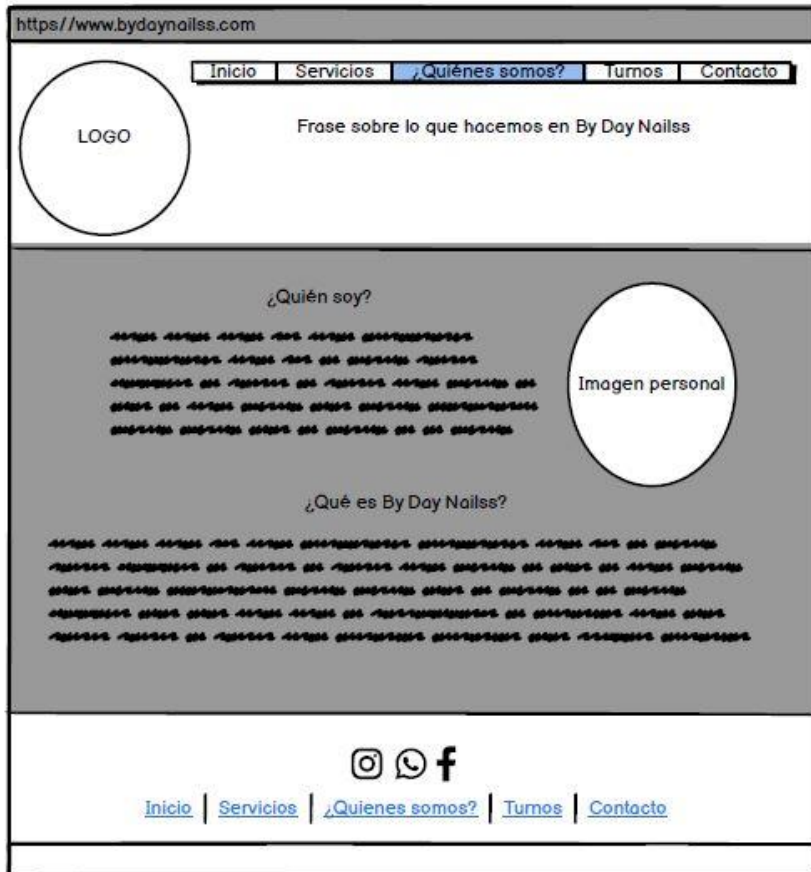 https//www.bydaynailss.com
Inicio Servicios ¿Quiénes somos? Turnos Contacto
LOGO
Frase sobre lo que hacemos en By Day Nailss
¿Quién soy?
Imagen personal
¿Qué es By Day Nailss?
Inicio Servicios ¿Quienes somos? Turnos Contacto